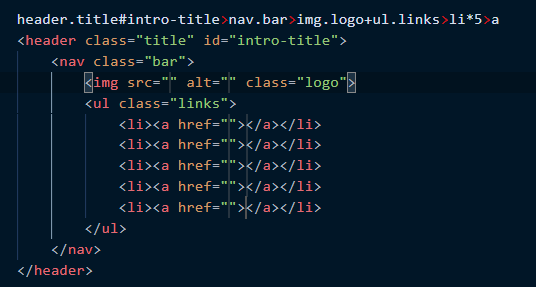 header.title#intro-title>nav.bar>img.logo+ul.links>li*5>a
<header class="title" id="intro-title">
<nav class="bar">
<img src="" alt="" class="logo">
<ul class="links">
<li><a href=""></a></li>
<li><a href=""></a></li>
<li><a href=""></a></li>
<li><a href=""></a></li>
<li><a href=""></a></li>
</ul>
</nav>
</header>